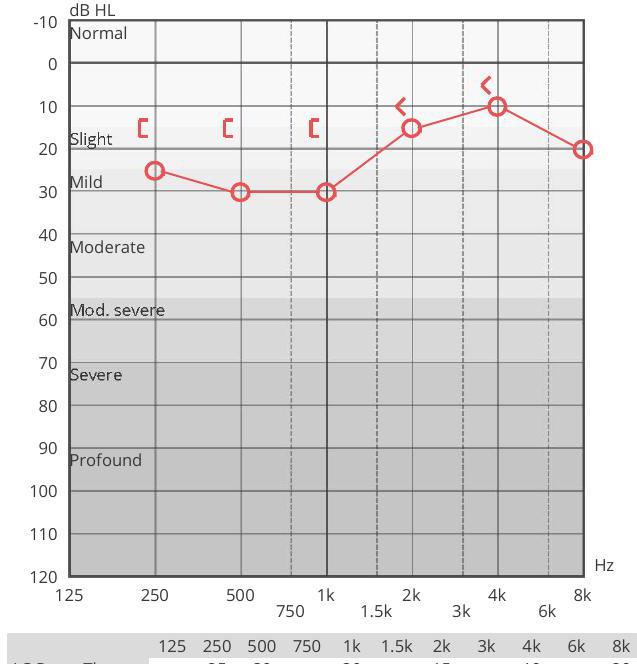 dB HL
-10
Normal
0
10
Slight
20
Mild
30
40
Moderate
50
Mod. severe
60
70
Severe
80
90
Profound
100
110
120
Hz
125 250 500 1k 2k 4k 8k
750 1.5k 3k 6k
125 250 500 750 1k 1.5k 2k 3k 4k 6k 8k